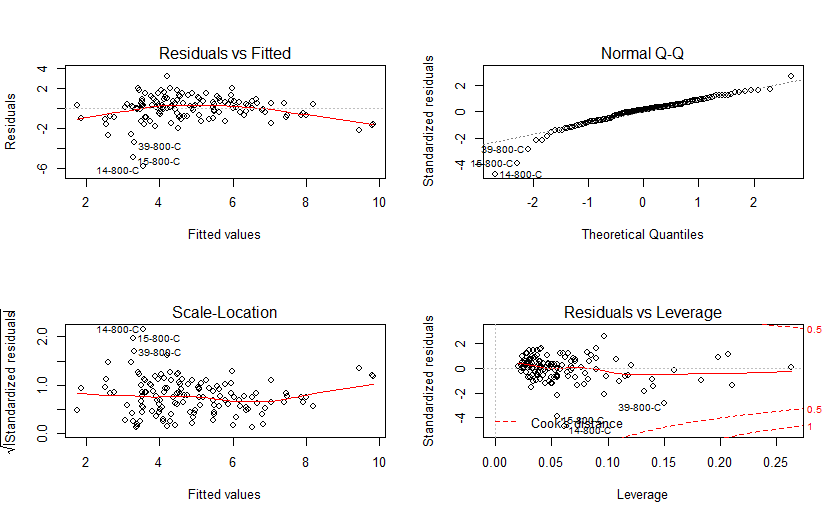 Residuals vs Fitted
Residuals
4
2
-2
-6
39-800-C
15-800-C
14-800-C
2 4 6 8 10
Fitted values
Normal Q-Q
Standardized residuals
2
0
-2
-4
39-800-C
15-800-C
14-800-C
-2 -1 0 1 2
Theoretical Quantiles
Scale-Location
√|Standardized residuals|
2.0
1.0
0.0
14-800-C
15-800-C
39-800-C
2 4 6 8 10
Fitted values
Residuals vs Leverage
Standardized residuals
2
0
-2
-4
0.5
0.5
1
39-800-C
15-800-C
14-800-C
Cook's distance
0.00 0.05 0.10 0.15 0.20 0.25
Leverage